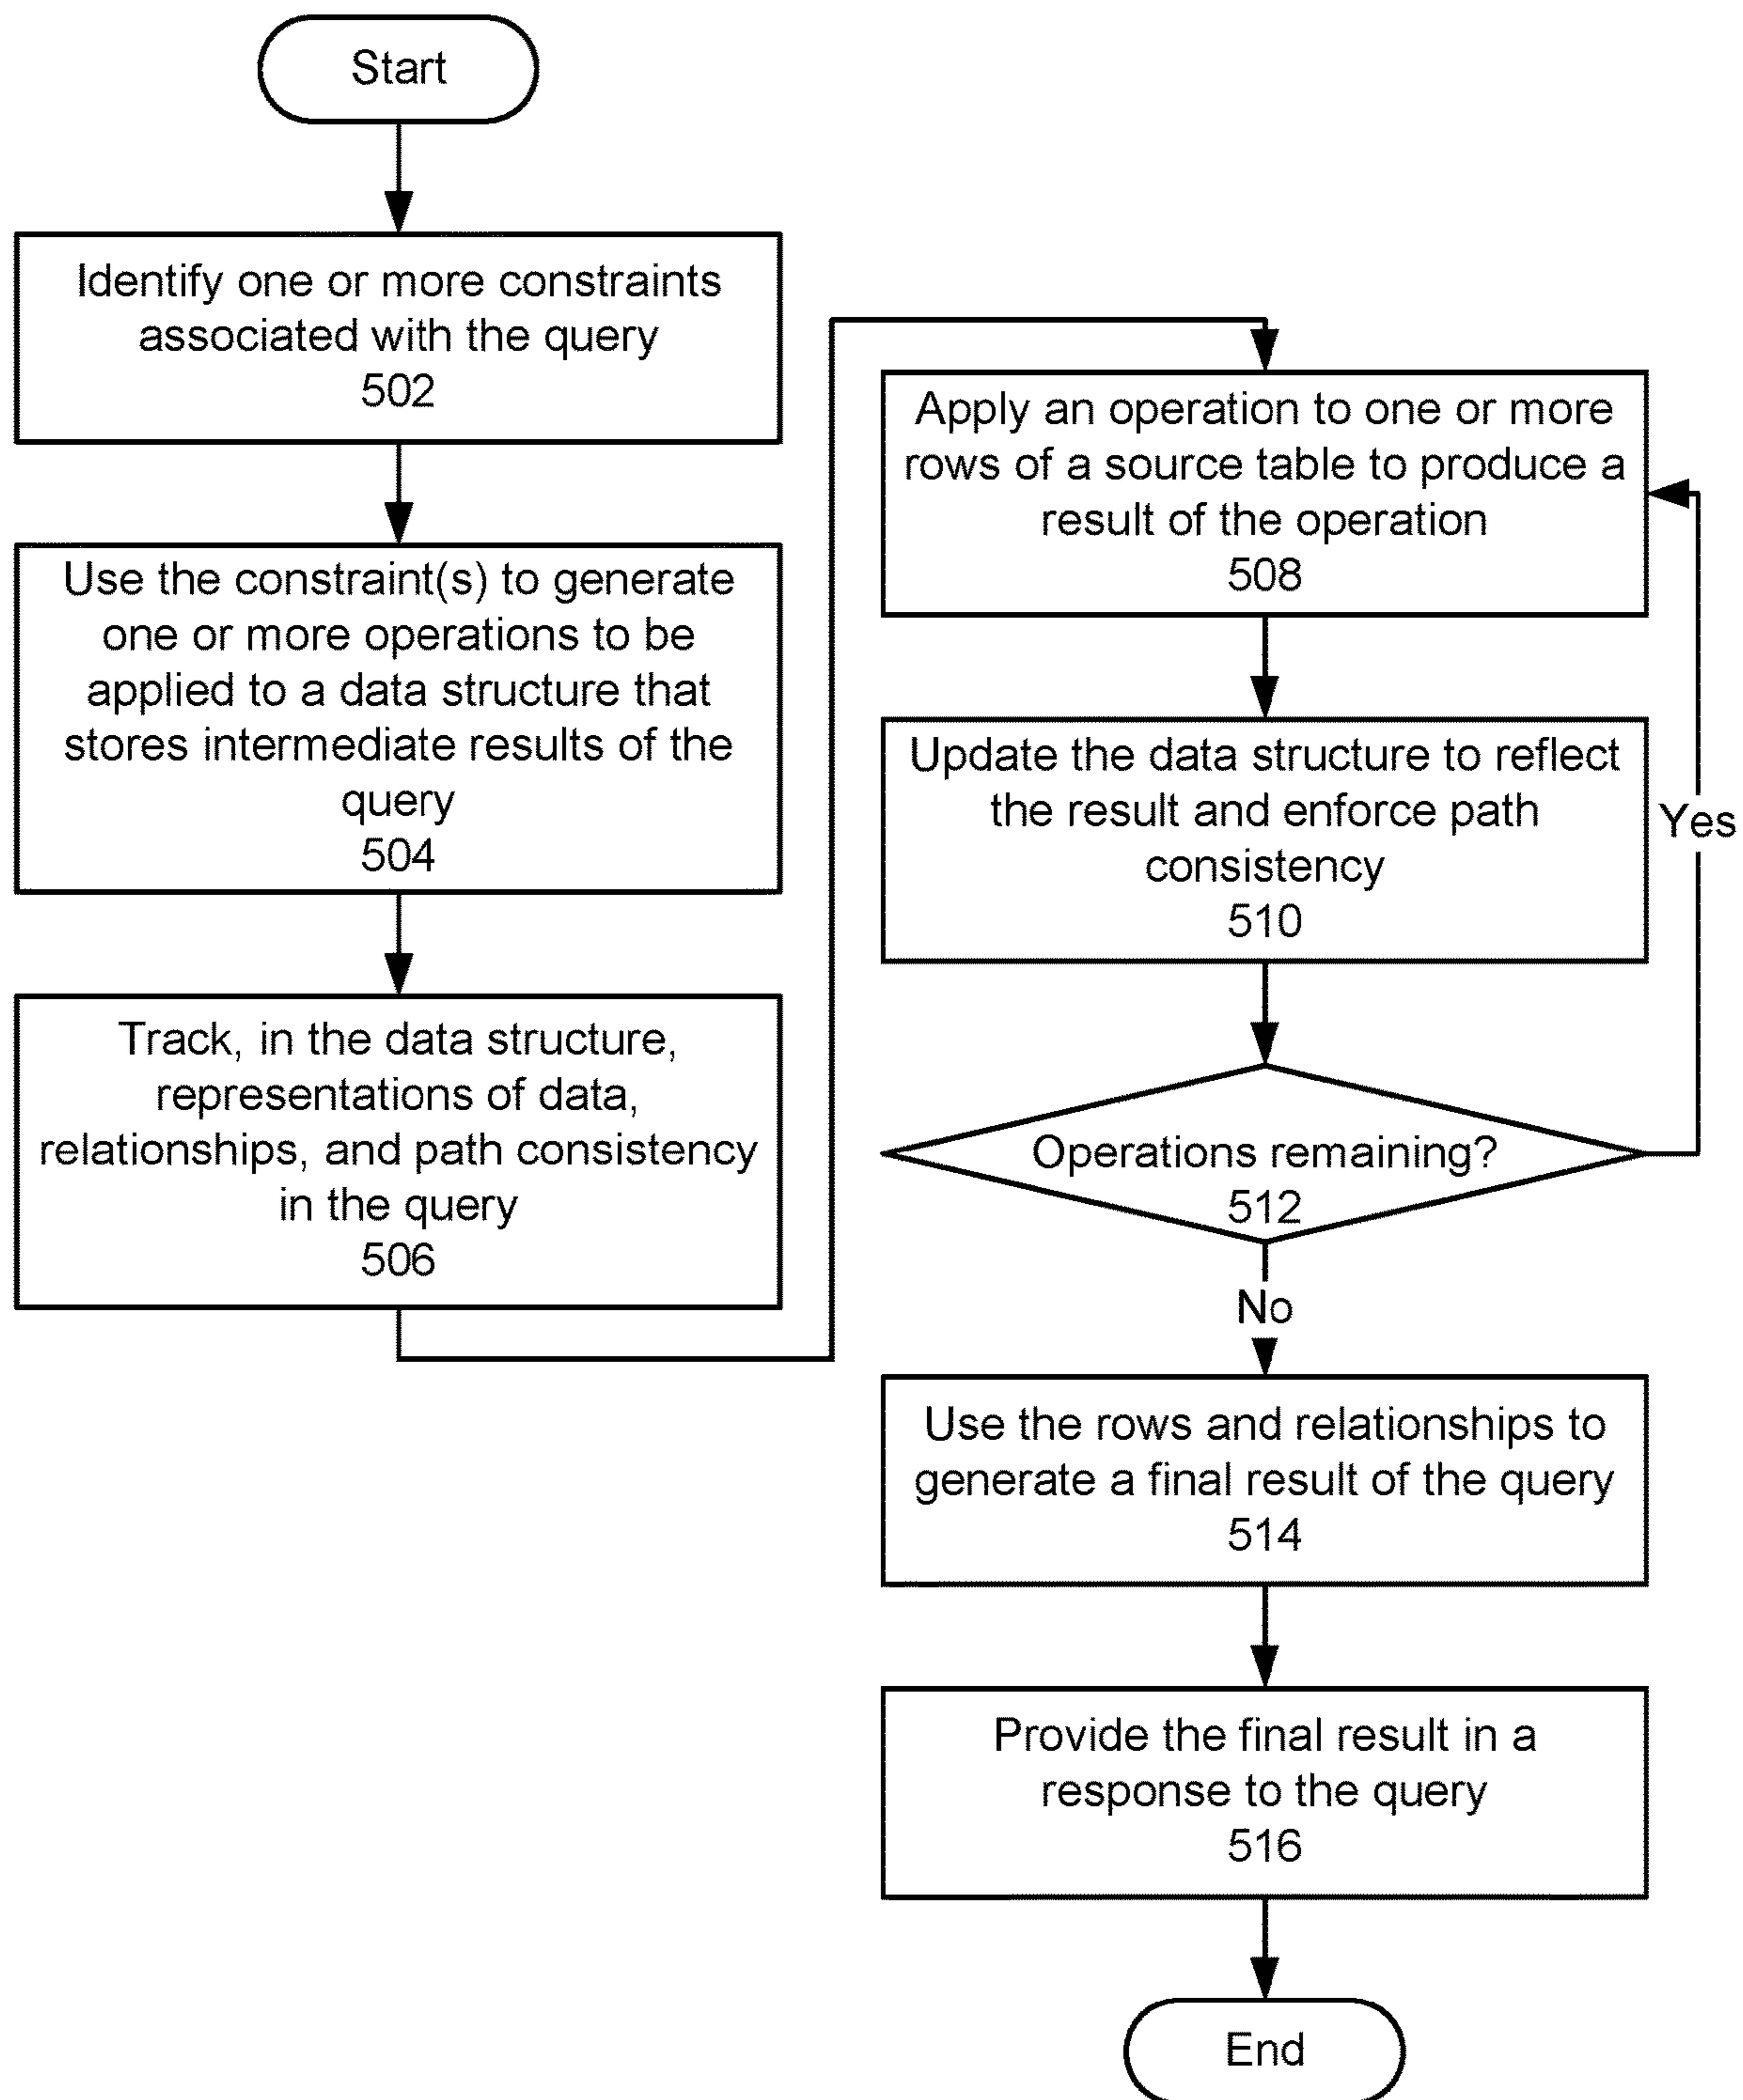 Start
Identify one or more constraints
associated with the query
502
Use the constraint(s) to generate
one or more operations to be
applied to a data structure that
stores intermediate results of the
query
504
Track, in the data structure,
representations of data,
relationships, and path consistency
in the query
506
Apply an operation to one or more
rows of a source table to produce a
result of the operation
508
Update the data structure to reflect
the result and enforce path
consistency
510
Yes
Operations remaining?
512
No
Use the rows and relationships to
generate a final result of the query
514
Provide the final result in a
response to the query
516
End